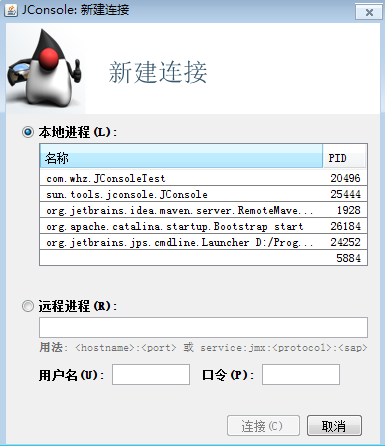 JConsole: 新建连接
新建连接
本地进程(L):
名称 PID
com.whz.JConsoleTest 20496
sun.tools.jconsole.JConsole 25444
org.jetbrains.idea.maven.server.RemoteMave... 1928
org.apache.catalina.startup.Bootstrap start 26184
org.jetbrains.jps.cmdline.Launcher D:/Prog... 24252
5884
远程进程(R):
用法: <hostname>:<port> 或 service:jmx:<protocol>:<sap>
用户名(U): 口令(P):
连接(C) 取消